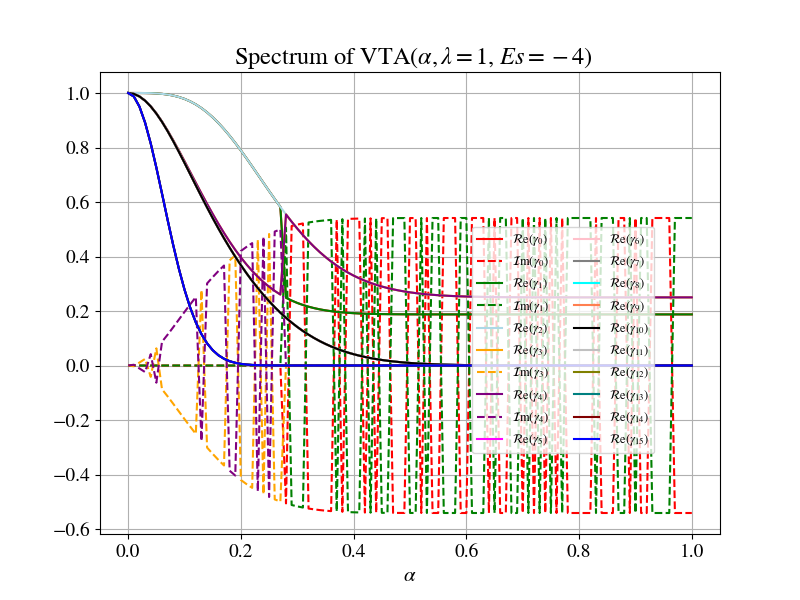 Spectrum of VTA(α, λ = 1, Es = −4)
1.0
0.8
0.6
0.4
0.2
0.0
−0.2
−0.4
−0.6
0.0 0.2 0.4 0.6 0.8 1.0
α
ℛe(γ₀) ℛe(γ₆)
ℐm(γ₀) ℛe(γ₇)
ℛe(γ₁) ℛe(γ₈)
ℐm(γ₁) ℛe(γ₉)
ℛe(γ₂) ℛe(γ₁₀)
ℛe(γ₃) ℛe(γ₁₁)
ℐm(γ₃) ℛe(γ₁₂)
ℛe(γ₄) ℛe(γ₁₃)
ℐm(γ₄) ℛe(γ₁₄)
ℛe(γ₅) ℛe(γ₁₅)